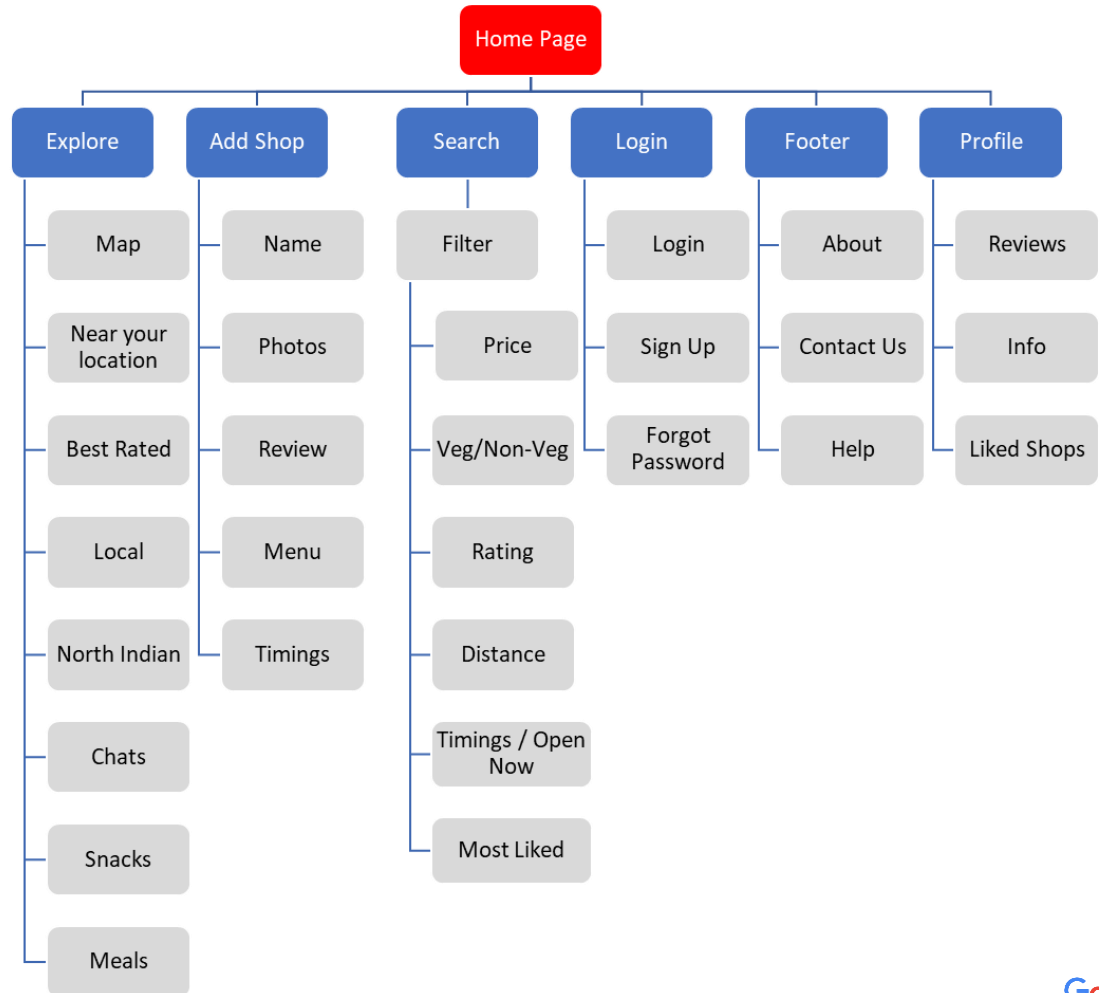 Home Page
Explore
Add Shop
Search
Login
Footer
Profile
Map
Name
Filter
Login
About
Reviews
Near your
location
Photos
Price
Sign Up
Contact Us
Info
Best Rated
Review
Veg/Non-Veg
Forgot
Password
Help
Liked Shops
Local
Menu
Rating
North Indian
Timings
Distance
Chats
Timings / Open
Now
Snacks
Most Liked
Meals